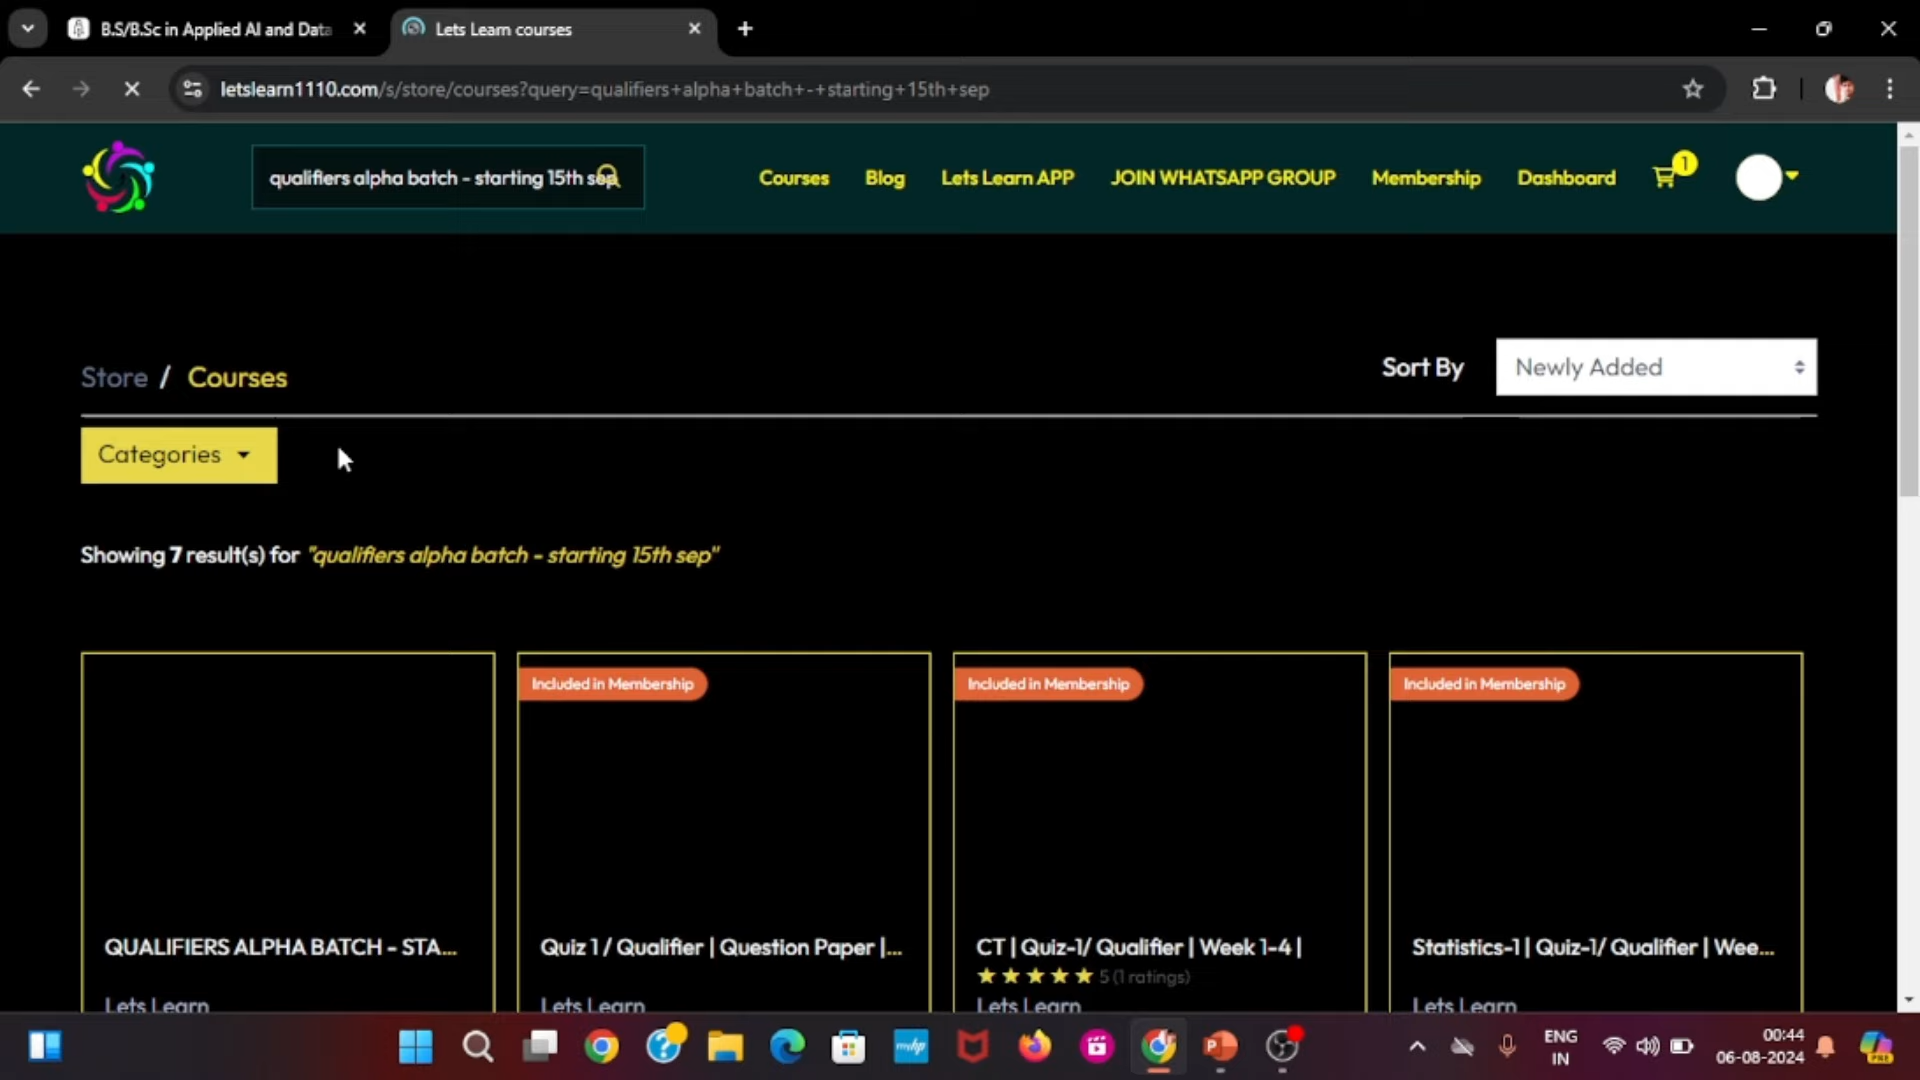 B.S/B.Sc in Applied AI and Data
Lets Learn courses
letslearn1110.com/s/store/courses?query=qualifiers+alpha+batch+-+starting+15th+sep
qualifiers alpha batch - starting 15th sep
Courses
Blog
Lets Learn APP
JOIN WHATSAPP GROUP
Membership
Dashboard
1
Store / Courses
Sort By
Newly Added
Categories
Showing 7 result(s) for "qualifiers alpha batch - starting 15th sep"
Included in Membership
Included in Membership
Included in Membership
QUALIFIERS ALPHA BATCH - STA...
Quiz 1 / Qualifier | Question Paper |...
CT | Quiz-1/ Qualifier | Week 1-4 |
Statistics-1 | Quiz-1/ Qualifier | Wee...
5 (1 ratings)
Lets Learn
Lets Learn
Lets Learn
Lets Learn
myhp
ENG
IN
00:44
06-08-2024
PRE